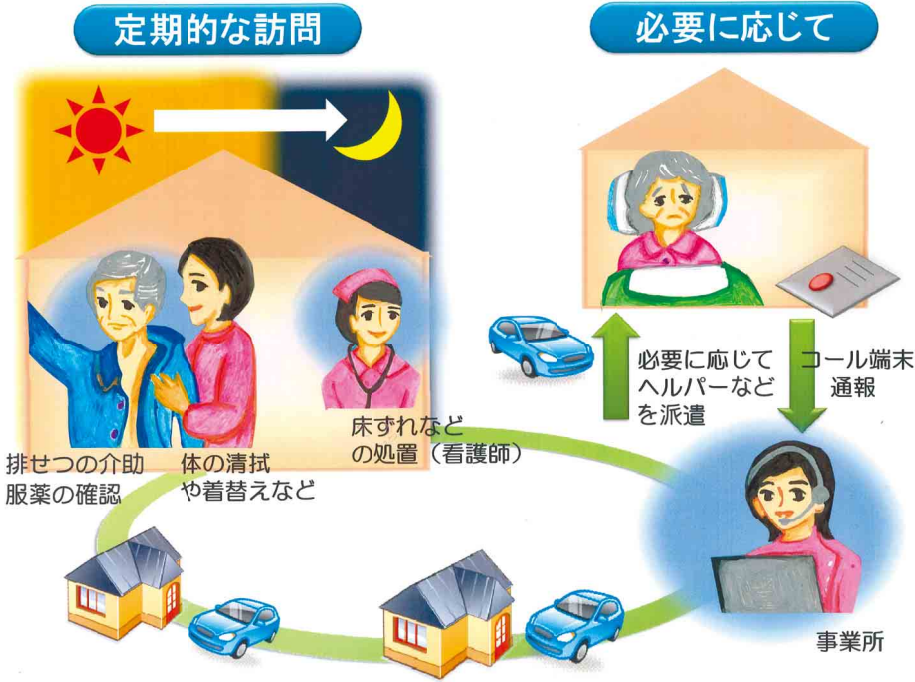 定期的な訪問
必要に応じて
排せつの介助
服薬の確認
体の清拭
や着替えなど
床ずれなど
の処置（看護師）
必要に応じて
ヘルパーなど
を派遣
コール端末
通報
事業所